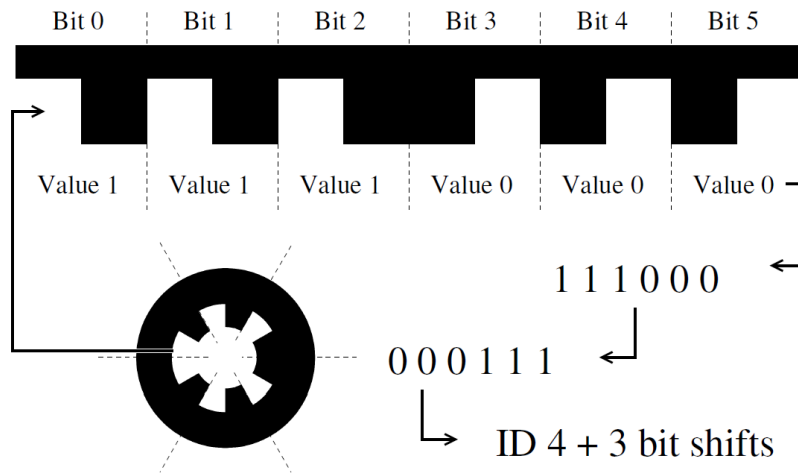 Bit 0 Bit 1 Bit 2 Bit 3 Bit 4 Bit 5
Value 1 Value 1 Value 1 Value 0 Value 0 Value 0
1 1 1 0 0 0
0 0 0 1 1 1
ID 4 + 3 bit shifts